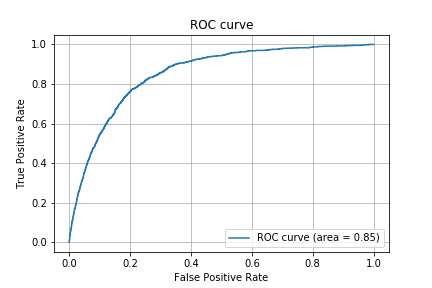 ROC curve
True Positive Rate
1.0
0.8
0.6
0.4
0.2
0.0
ROC curve (area = 0.85)
0.0 0.2 0.4 0.6 0.8 1.0
False Positive Rate